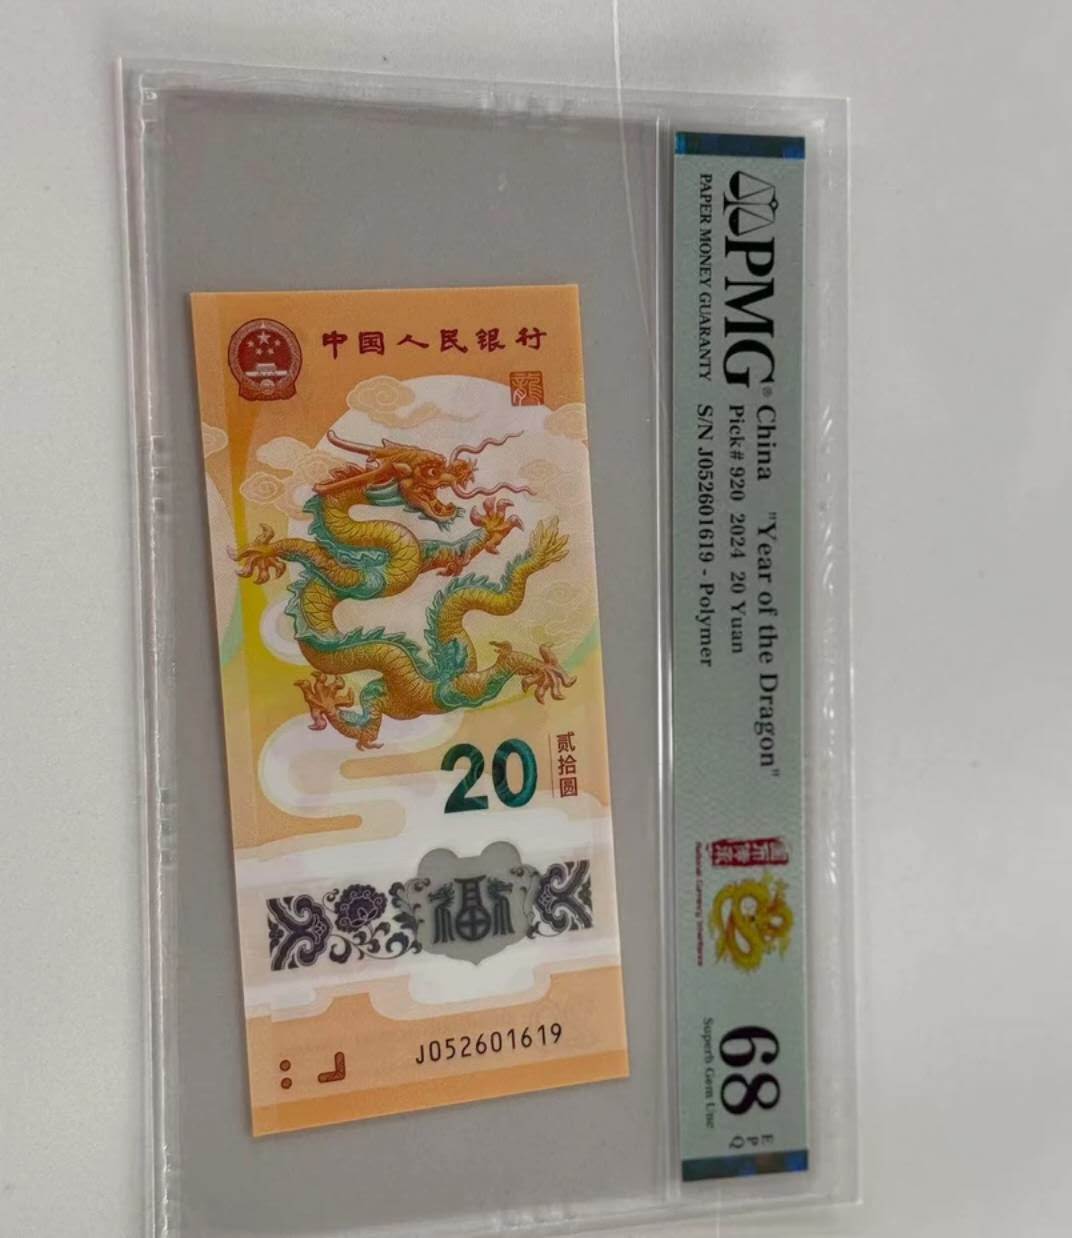 中国人民银行
龍
20
贰拾圆
福
J052601619
PMG®
PAPER MONEY GUARANTY
China "Year of the Dragon"
Pick# 920 2024 20 Yuan
S/N J052601619 - Polymer
68
EPQ
Superb Gem Unc